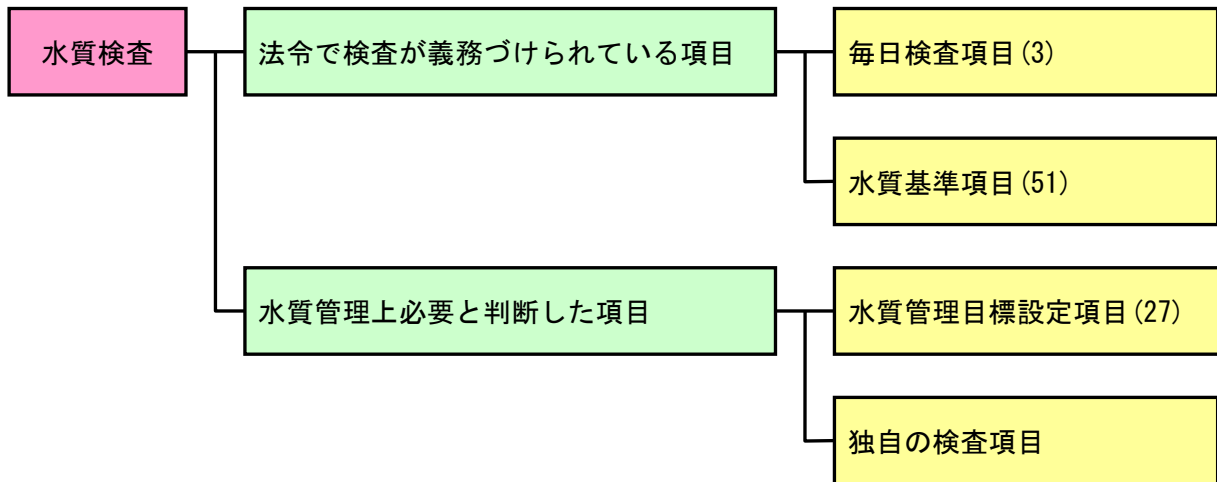 水質検査
法令で検査が義務づけられている項目
毎日検査項目(3)
水質基準項目(51)
水質管理上必要と判断した項目
水質管理目標設定項目(27)
独自の検査項目